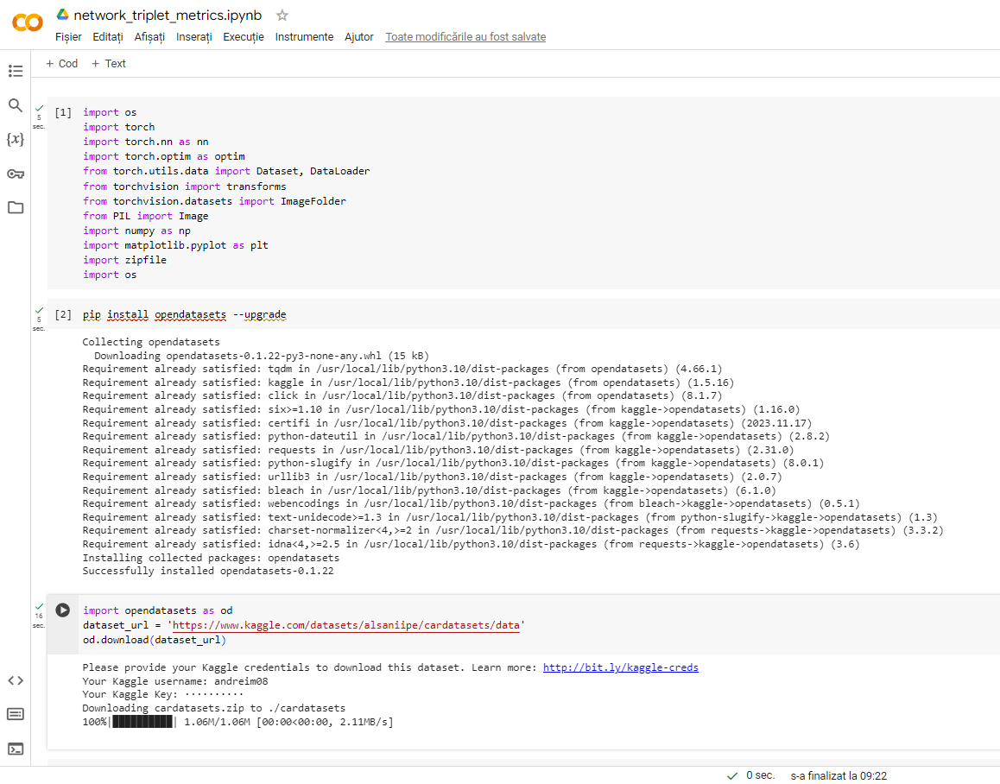 network_triplet_metrics.ipynb
Fișier Editați Afișați Inserați Execuție Instrumente Ajutor Toate modificările au fost salvate
+ Cod + Text
5 sec.
[1] import os
import torch
import torch.nn as nn
import torch.optim as optim
from torch.utils.data import Dataset, DataLoader
from torchvision import transforms
from torchvision.datasets import ImageFolder
from PIL import Image
import numpy as np
import matplotlib.pyplot as plt
import zipfile
import os
5 sec.
[2] pip install opendatasets --upgrade
Collecting opendatasets
Downloading opendatasets-0.1.22-py3-none-any.whl (15 kB)
Requirement already satisfied: tqdm in /usr/local/lib/python3.10/dist-packages (from opendatasets) (4.66.1)
Requirement already satisfied: kaggle in /usr/local/lib/python3.10/dist-packages (from opendatasets) (1.5.16)
Requirement already satisfied: click in /usr/local/lib/python3.10/dist-packages (from opendatasets) (8.1.7)
Requirement already satisfied: six>=1.10 in /usr/local/lib/python3.10/dist-packages (from kaggle->opendatasets) (1.16.0)
Requirement already satisfied: certifi in /usr/local/lib/python3.10/dist-packages (from kaggle->opendatasets) (2023.11.17)
Requirement already satisfied: python-dateutil in /usr/local/lib/python3.10/dist-packages (from kaggle->opendatasets) (2.8.2)
Requirement already satisfied: requests in /usr/local/lib/python3.10/dist-packages (from kaggle->opendatasets) (2.31.0)
Requirement already satisfied: python-slugify in /usr/local/lib/python3.10/dist-packages (from kaggle->opendatasets) (8.0.1)
Requirement already satisfied: urllib3 in /usr/local/lib/python3.10/dist-packages (from kaggle->opendatasets) (2.0.7)
Requirement already satisfied: bleach in /usr/local/lib/python3.10/dist-packages (from kaggle->opendatasets) (6.1.0)
Requirement already satisfied: webencodings in /usr/local/lib/python3.10/dist-packages (from bleach->kaggle->opendatasets) (0.5.1)
Requirement already satisfied: text-unidecode>=1.3 in /usr/local/lib/python3.10/dist-packages (from python-slugify->kaggle->opendatasets) (1.3)
Requirement already satisfied: charset-normalizer<4,>=2 in /usr/local/lib/python3.10/dist-packages (from requests->kaggle->opendatasets) (3.3.2)
Requirement already satisfied: idna<4,>=2.5 in /usr/local/lib/python3.10/dist-packages (from requests->kaggle->opendatasets) (3.6)
Installing collected packages: opendatasets
Successfully installed opendatasets-0.1.22
16 sec.
import opendatasets as od
dataset_url = 'https://www.kaggle.com/datasets/alsaniipe/cardatasets/data'
od.download(dataset_url)
Please provide your Kaggle credentials to download this dataset. Learn more: http://bit.ly/kaggle-creds
Your Kaggle username: andreim08
Your Kaggle Key: ··········
Downloading cardatasets.zip to ./cardatasets
100%|██████████| 1.06M/1.06M [00:00<00:00, 2.11MB/s]
0 sec. s-a finalizat la 09:22